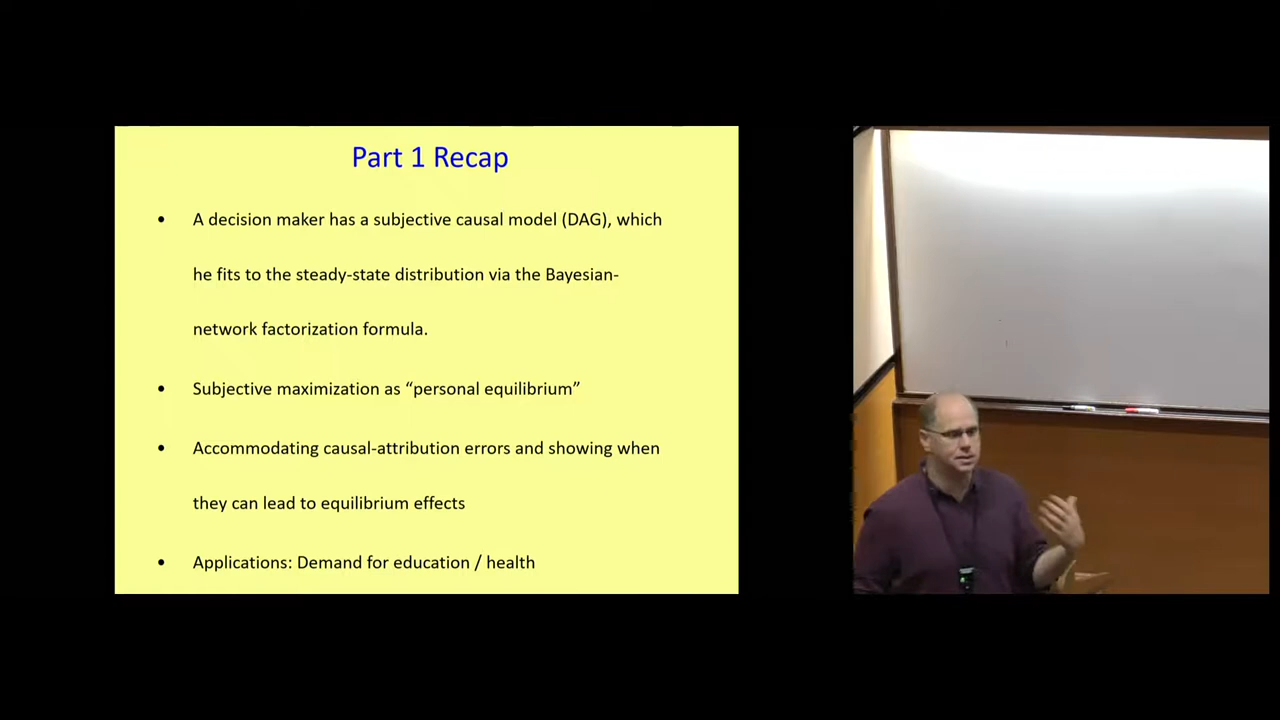 Part 1 Recap
• A decision maker has a subjective causal model (DAG), which
he fits to the steady-state distribution via the Bayesian-
network factorization formula.
• Subjective maximization as “personal equilibrium”
• Accommodating causal-attribution errors and showing when
they can lead to equilibrium effects
• Applications: Demand for education / health